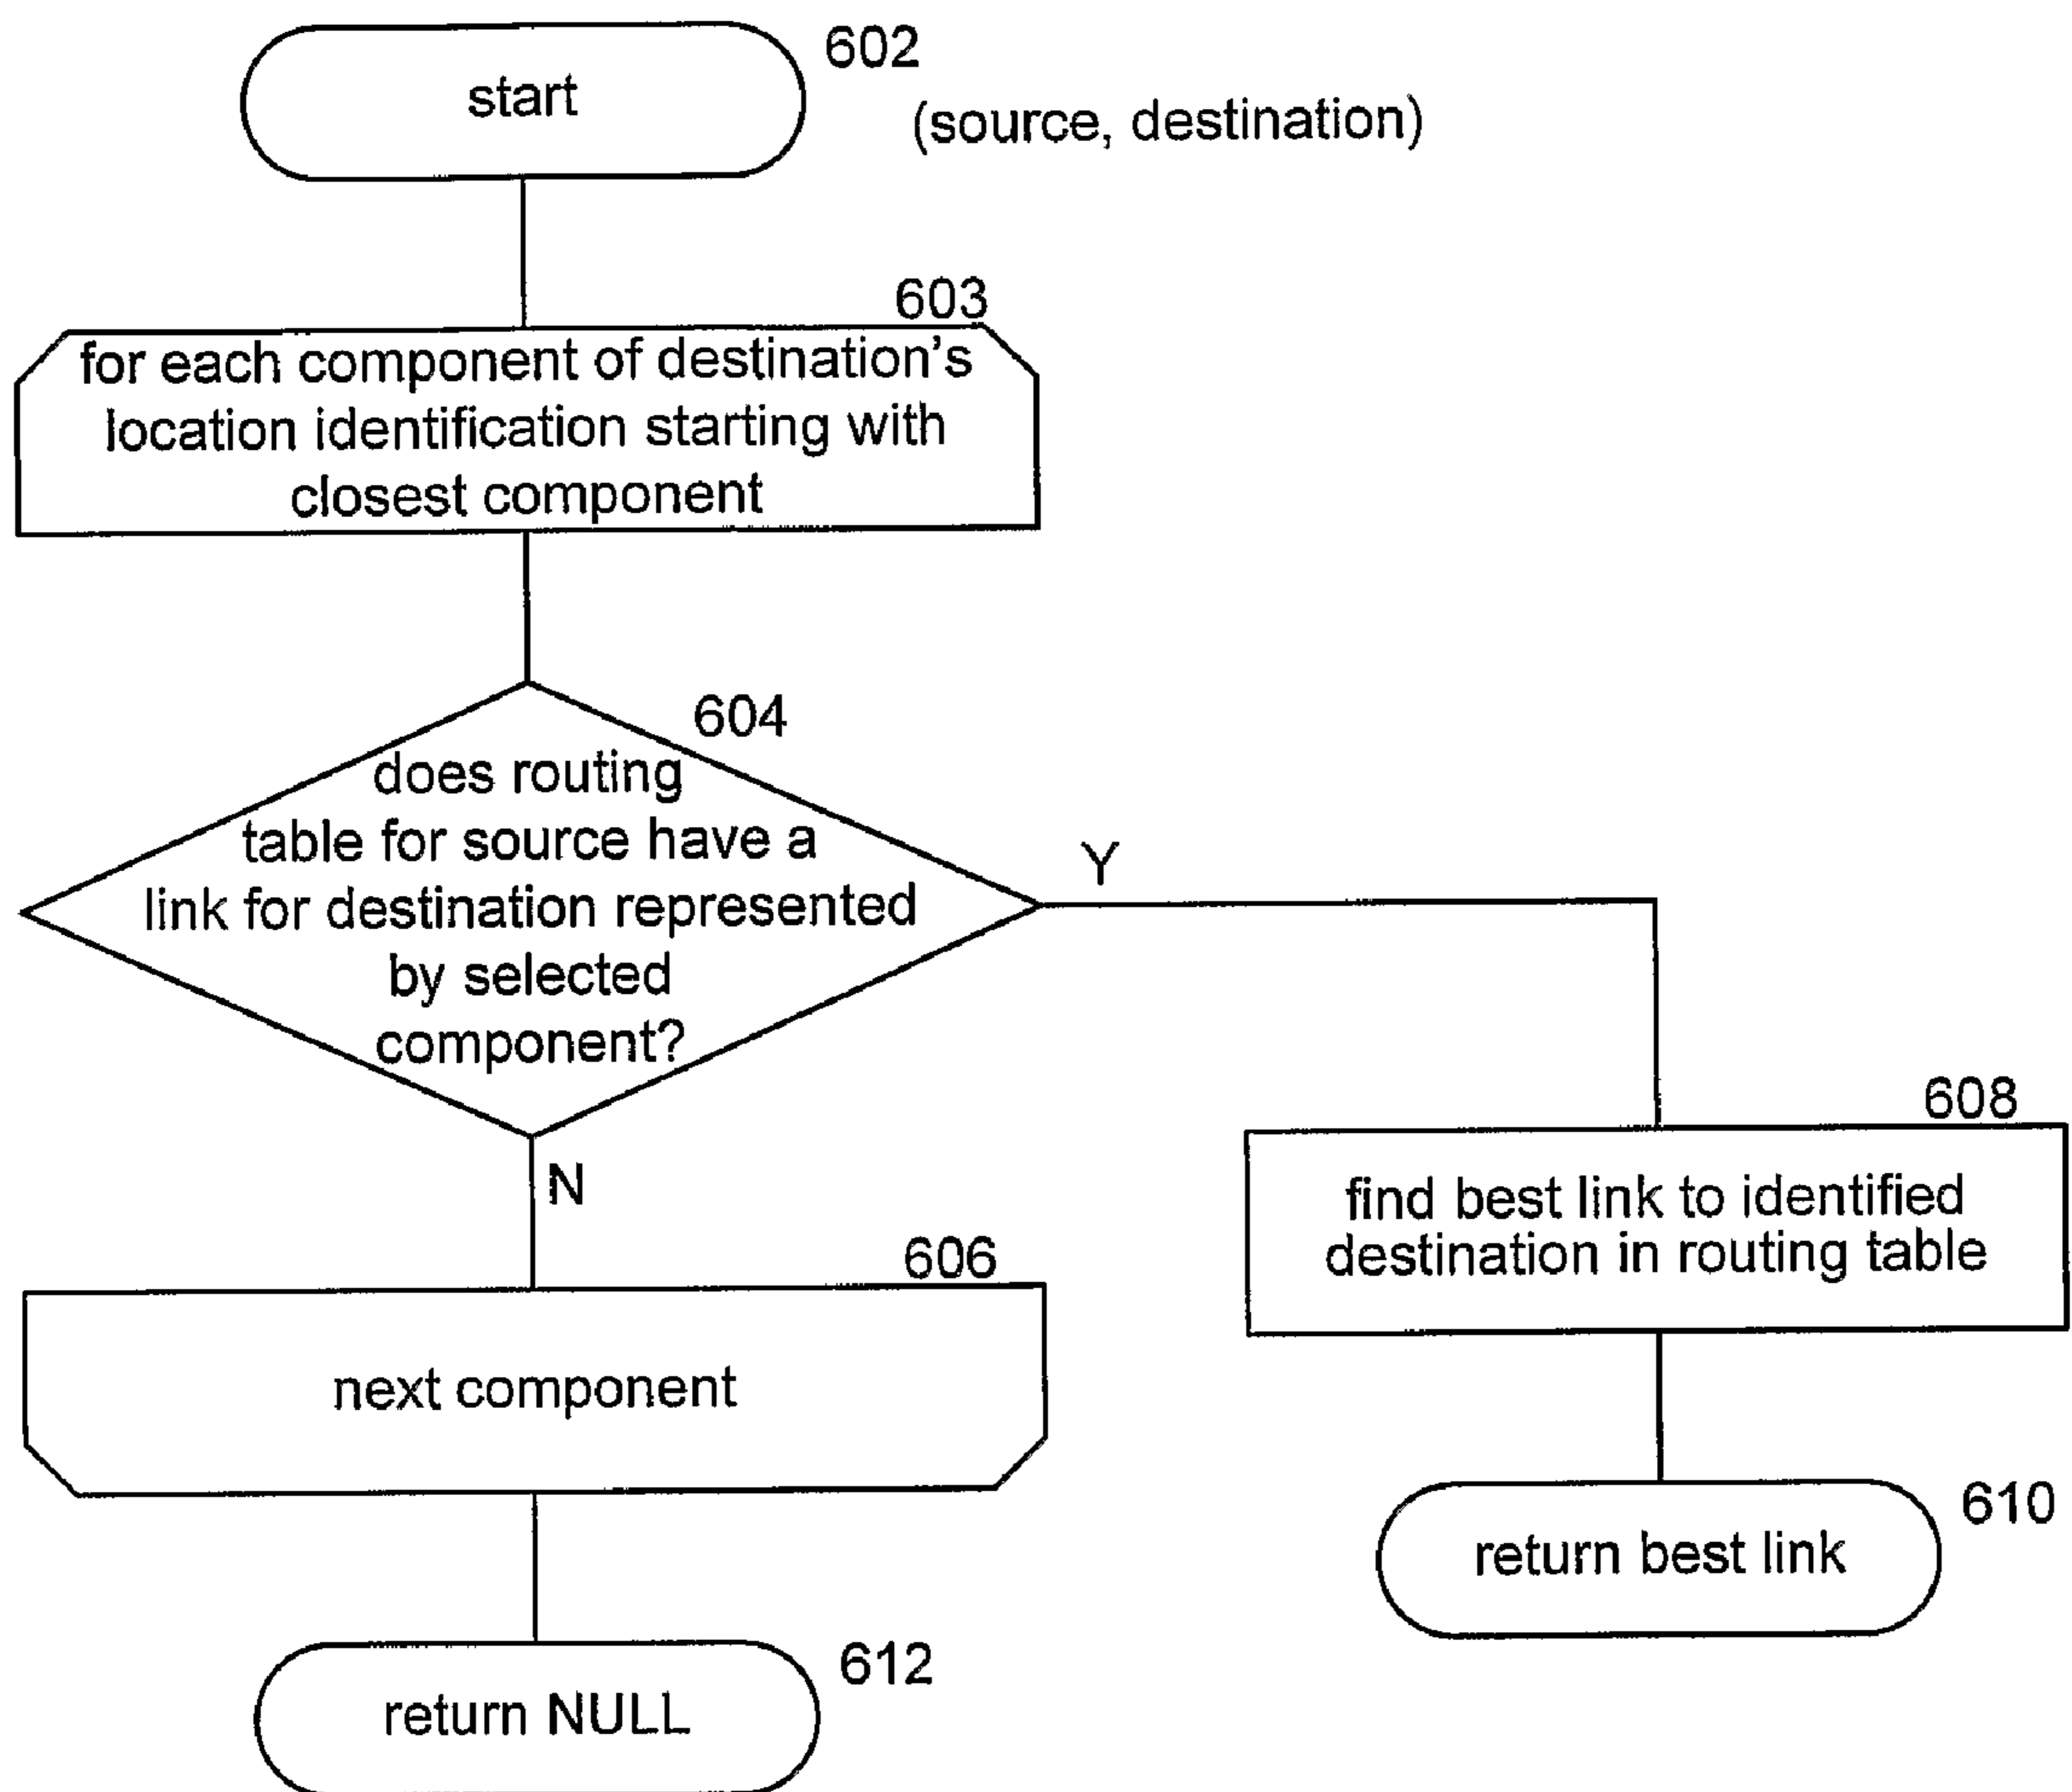 start
602
(source, destination)
603
for each component of destination's
location identification starting with
closest component
604
does routing
table for source have a
link for destination represented
by selected
component?
Y
N
608
find best link to identified
destination in routing table
606
next component
610
return best link
612
return NULL